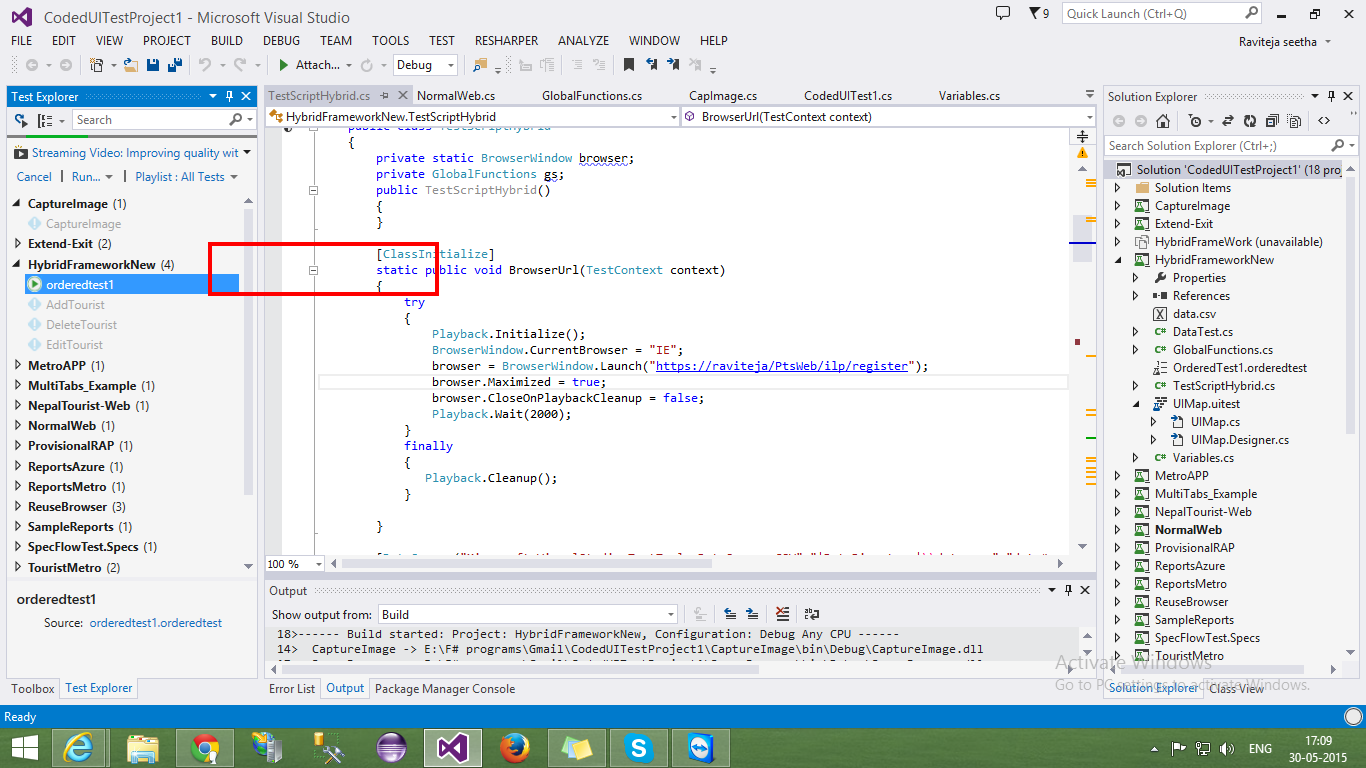 CodedUITestProject1 - Microsoft Visual Studio
9
Quick Launch (Ctrl+Q)
FILE EDIT VIEW PROJECT BUILD DEBUG TEAM TOOLS TEST RESHARPER ANALYZE WINDOW HELP
Raviteja seetha
Attach...
Debug
Test Explorer
Search
Streaming Video: Improving quality wit
Cancel Run... Playlist : All Tests
CaptureImage (1)
CaptureImage
Extend-Exit (2)
HybridFrameworkNew (4)
orderedtest1
AddTourist
DeleteTourist
EditTourist
MetroAPP (1)
MultiTabs_Example (1)
NepalTourist-Web (1)
NormalWeb (1)
ProvisionalRAP (1)
ReportsAzure (1)
ReportsMetro (1)
ReuseBrowser (3)
SampleReports (1)
SpecFlowTest.Specs (1)
TouristMetro (2)
orderedtest1
Source: orderedtest1.orderedtest
Toolbox Test Explorer
TestScriptHybrid.cs NormalWeb.cs GlobalFunctions.cs CapImage.cs CodedUITest1.cs Variables.cs
HybridFrameworkNew.TestScriptHybrid BrowserUrl(TestContext context)
public class TestScriptHybrid
{
private static BrowserWindow browser;
private GlobalFunctions gs;
public TestScriptHybrid()
{
}
[ClassInitialize]
static public void BrowserUrl(TestContext context)
{
try
{
Playback.Initialize();
BrowserWindow.CurrentBrowser = "IE";
browser = BrowserWindow.Launch("https://raviteja/PtsWeb/ilp/register");
browser.Maximized = true;
browser.CloseOnPlaybackCleanup = false;
Playback.Wait(2000);
}
finally
{
Playback.Cleanup();
}
}
100 %
Output
Show output from: Build
18>------ Build started: Project: HybridFrameworkNew, Configuration: Debug Any CPU ------
14> CaptureImage -> E:\F# programs\Gmail\CodedUITestProject1\CaptureImage\bin\Debug\CaptureImage.dll
Error List Output Package Manager Console
Solution Explorer
Search Solution Explorer (Ctrl+;)
Solution 'CodedUITestProject1' (18 proj
Solution Items
CaptureImage
Extend-Exit
HybridFrameWork (unavailable)
HybridFrameworkNew
Properties
References
data.csv
C# DataTest.cs
C# GlobalFunctions.cs
OrderedTest1.orderedtest
C# TestScriptHybrid.cs
UIMap.uitest
UIMap.cs
UIMap.Designer.cs
C# Variables.cs
MetroAPP
MultiTabs_Example
NepalTourist-Web
NormalWeb
ProvisionalRAP
ReportsAzure
ReportsMetro
ReuseBrowser
SampleReports
SpecFlowTest.Specs
TouristMetro
Solution Explorer Class View
Activate Windows
Go to PC settings to activate Windows.
Ready
ENG
17:09
30-05-2015